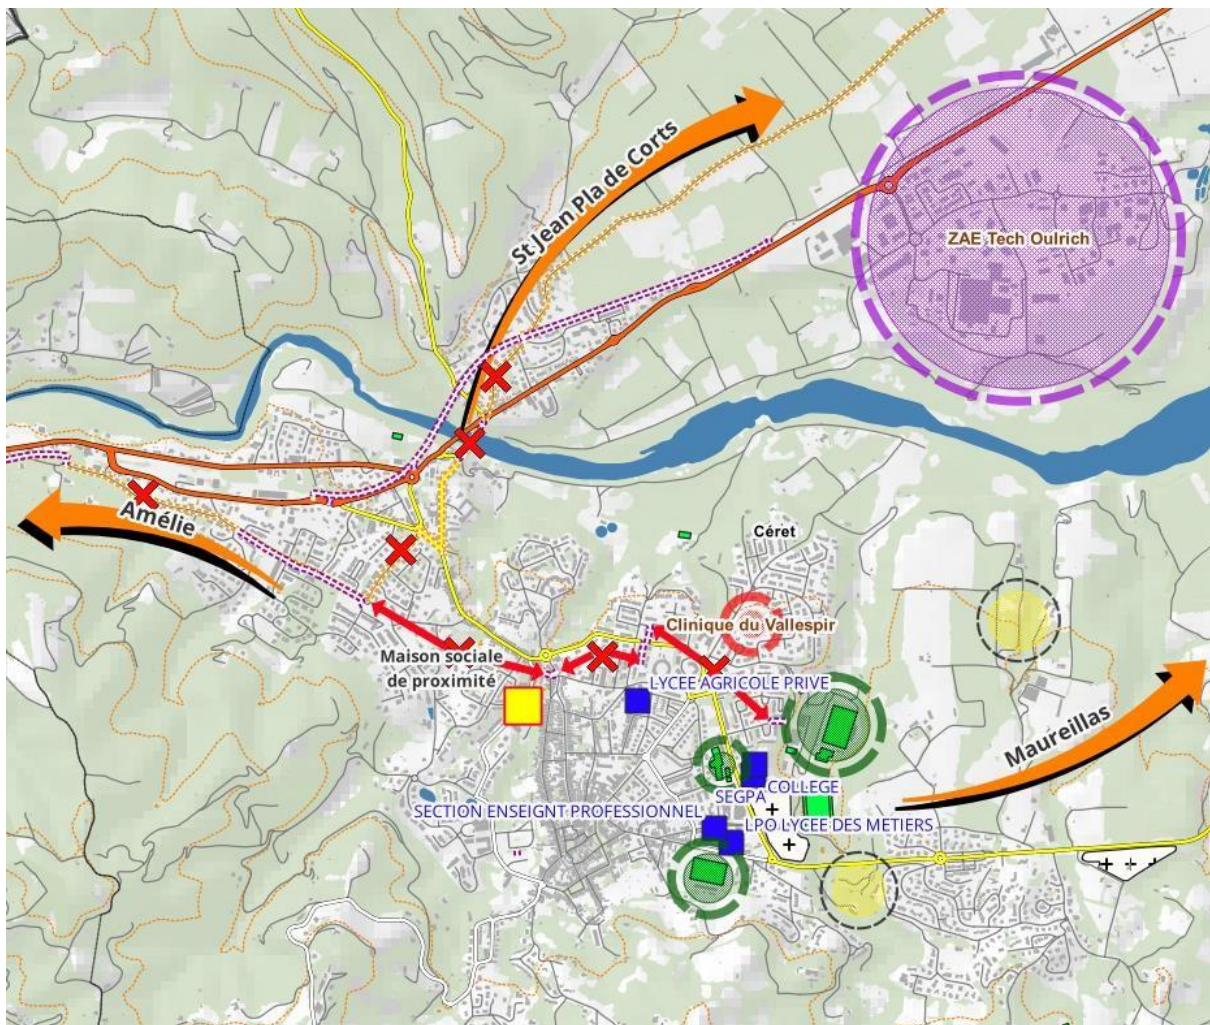 St Jean Pla de Corts
ZAE Tech Oulrich
Amélie
Céret
Clinique du Vallespir
Maison sociale
de proximité
LYCEE AGRICOLE PRIVE
Maureillas
COLLEGE
SEGPA
SECTION ENSEIGNT PROFESSIONNEL
LPO LYCEE DES METIERS